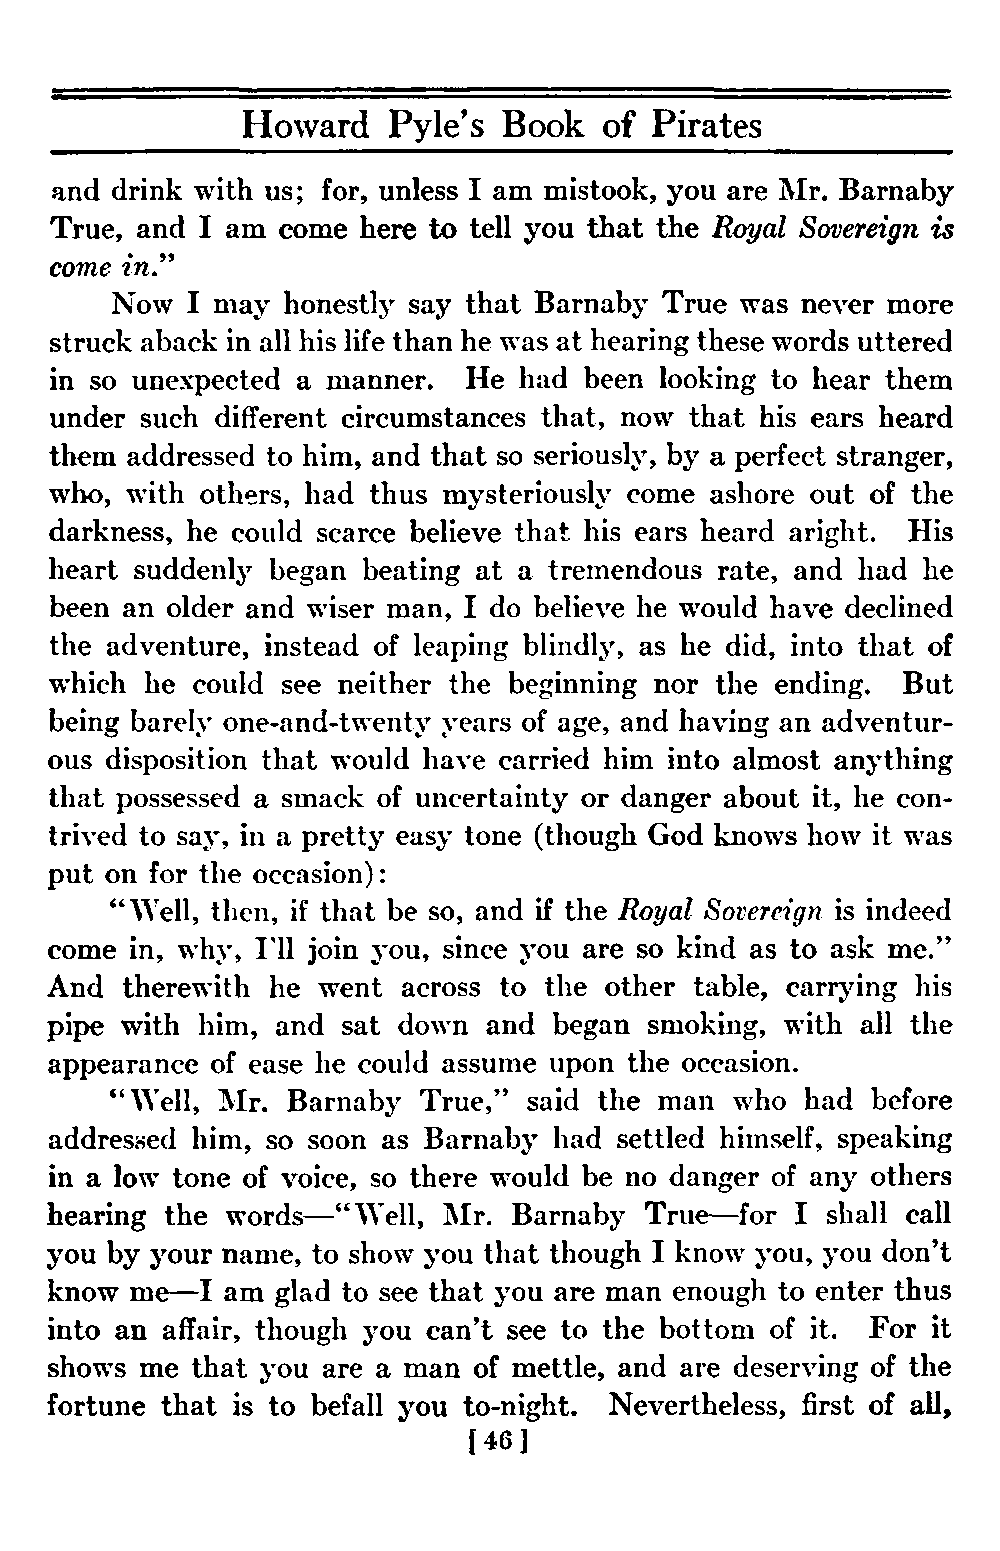 Howard Pyle's Book of Pirates
and drink with us; for, unless I am mistook, you are Mr. Barnaby
True, and I am come here to tell you that the Royal Sovereign is
come in."
Now I may honestly say that Barnaby True was never more
struck aback in all his life than he was at hearing these words uttered
in so unexpected a manner. He had been looking to hear them
under such different circumstances that, now that his ears heard
them addressed to him, and that so seriously, by a perfect stranger,
who, with others, had thus mysteriously come ashore out of the
darkness, he could scarce believe that his ears heard aright. His
heart suddenly began beating at a tremendous rate, and had he
been an older and wiser man, I do believe he would have declined
the adventure, instead of leaping blindly, as he did, into that of
which he could see neither the beginning nor the ending. But
being barely one-and-twenty years of age, and having an adventur-
ous disposition that would have carried him into almost anything
that possessed a smack of uncertainty or danger about it, he con-
trived to say, in a pretty easy tone (though God knows how it was
put on for the occasion):
"Well, then, if that be so, and if the Royal Sovereign is indeed
come in, why, I'll join you, since you are so kind as to ask me."
And therewith he went across to the other table, carrying his
pipe with him, and sat down and began smoking, with all the
appearance of ease he could assume upon the occasion.
"Well, Mr. Barnaby True," said the man who had before
addressed him, so soon as Barnaby had settled himself, speaking
in a low tone of voice, so there would be no danger of any others
hearing the words—"Well, Mr. Barnaby True—for I shall call
you by your name, to show you that though I know you, you don't
know me—I am glad to see that you are man enough to enter thus
into an affair, though you can't see to the bottom of it. For it
shows me that you are a man of mettle, and are deserving of the
fortune that is to befall you to-night. Nevertheless, first of all,
[46]